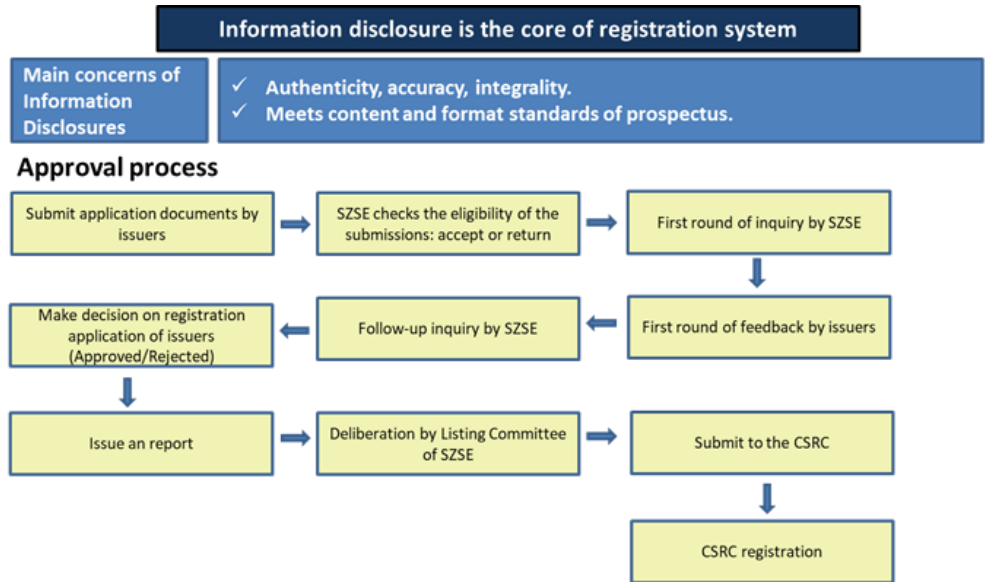 Information disclosure is the core of registration system
Main concerns of
Information
Disclosures
✓ Authenticity, accuracy, integrality.
✓ Meets content and format standards of prospectus.
Approval process
Submit application documents by
issuers
SZSE checks the eligibility of the
submissions: accept or return
First round of inquiry by SZSE
First round of feedback by issuers
Follow-up inquiry by SZSE
Make decision on registration
application of issuers
(Approved/Rejected)
Issue an report
Deliberation by Listing Committee
of SZSE
Submit to the CSRC
CSRC registration